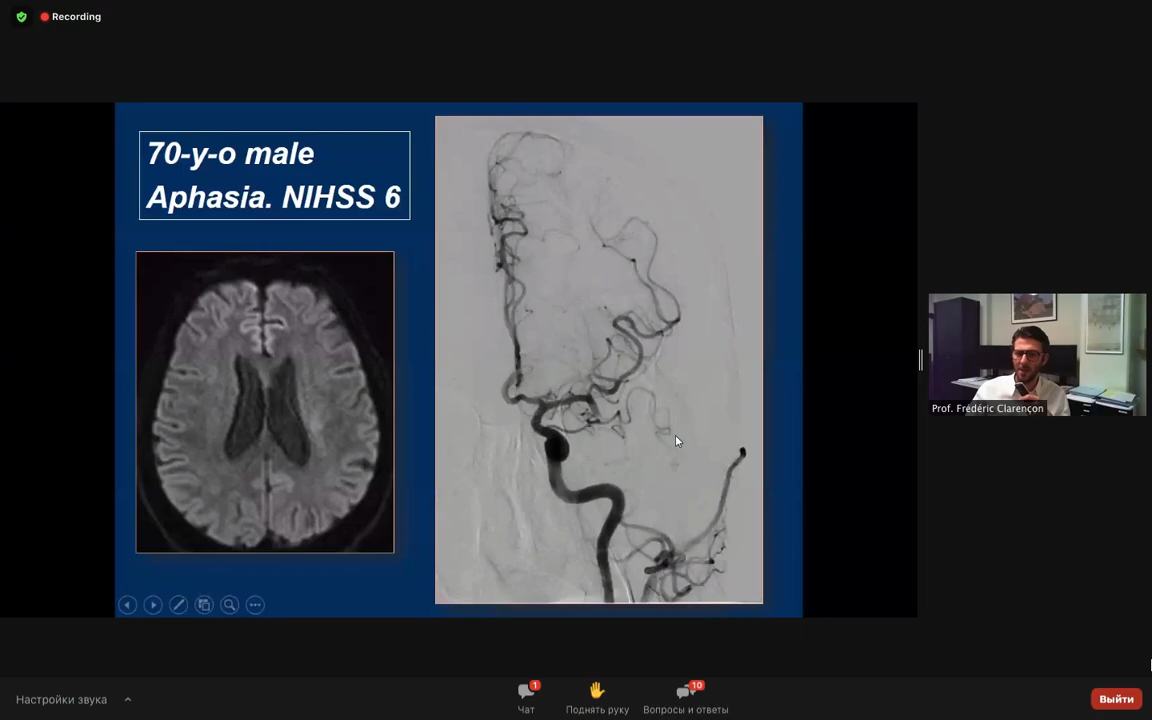 Recording
70-y-o male
Aphasia. NIHSS 6
Prof. Frédéric Clarençon
Настройки звука
1
Чат
Поднять руку
10
Вопросы и ответы
Выйти